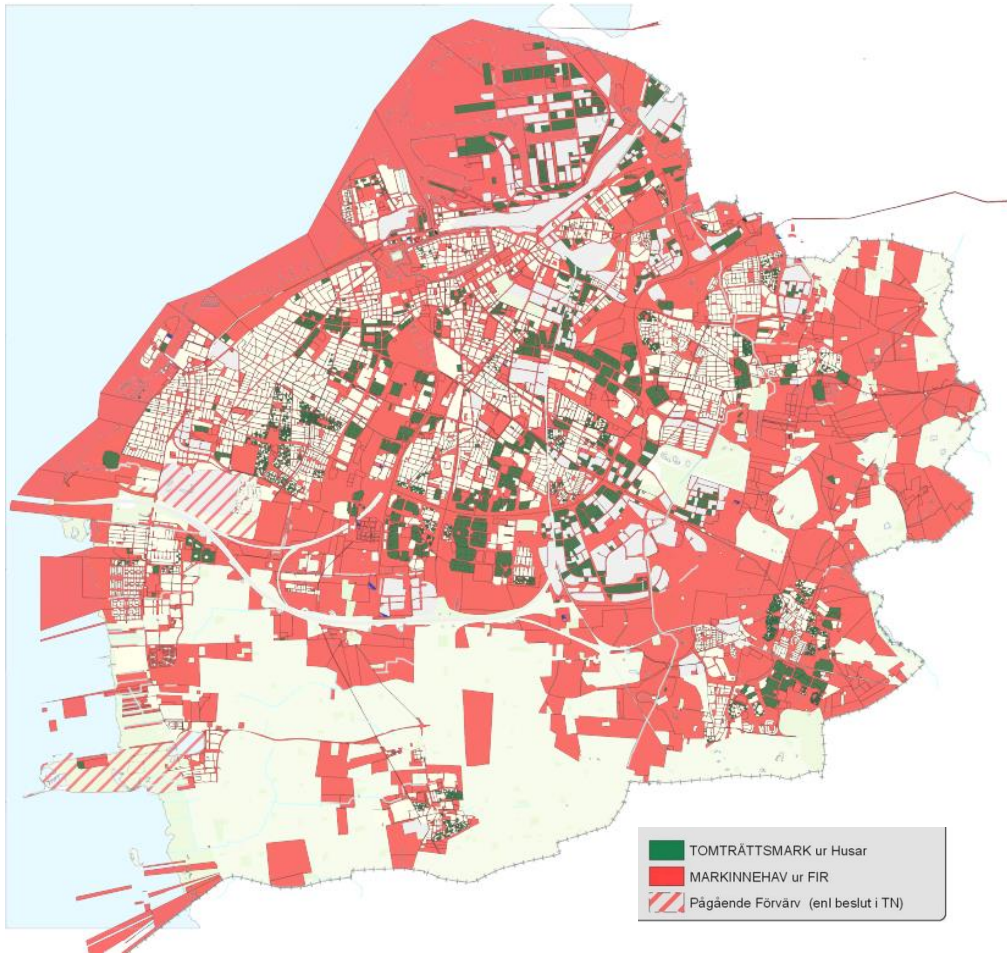 TOMTRÄTTSMARK ur Husar
MARKINNEHAV ur FIR
Pågående Förvärv (enl beslut i TN)